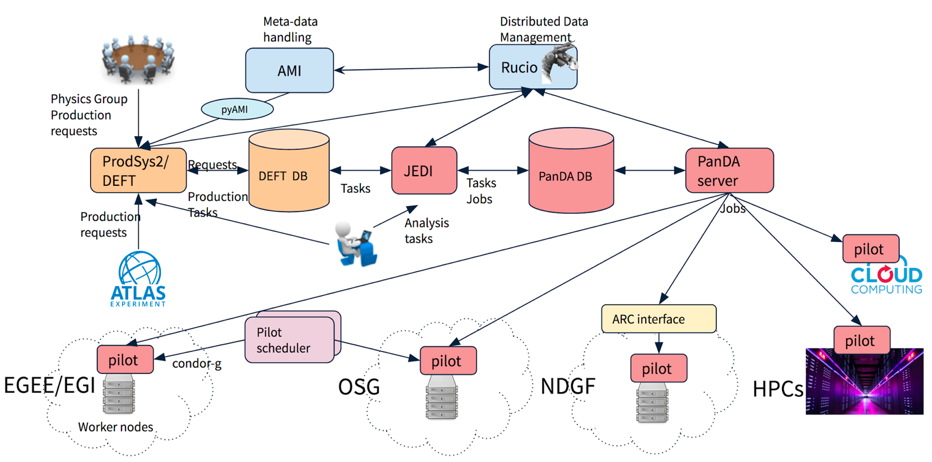 Meta-data
handling
Distributed Data
Management
AMI
Rucio
pyAMI
Physics Group
Production
requests
ProdSys2/
DEFT
Requests
Production
Tasks
DEFT DB
Tasks
JEDI
Tasks
Jobs
PanDA DB
PanDA
server
Jobs
Production
requests
Analysis
tasks
ATLAS
EXPERIMENT
pilot
CLOUD
COMPUTING
Pilot
scheduler
ARC interface
pilot
condor-g
EGEE/EGI
Worker nodes
pilot
OSG
pilot
NDGF
pilot
HPCs